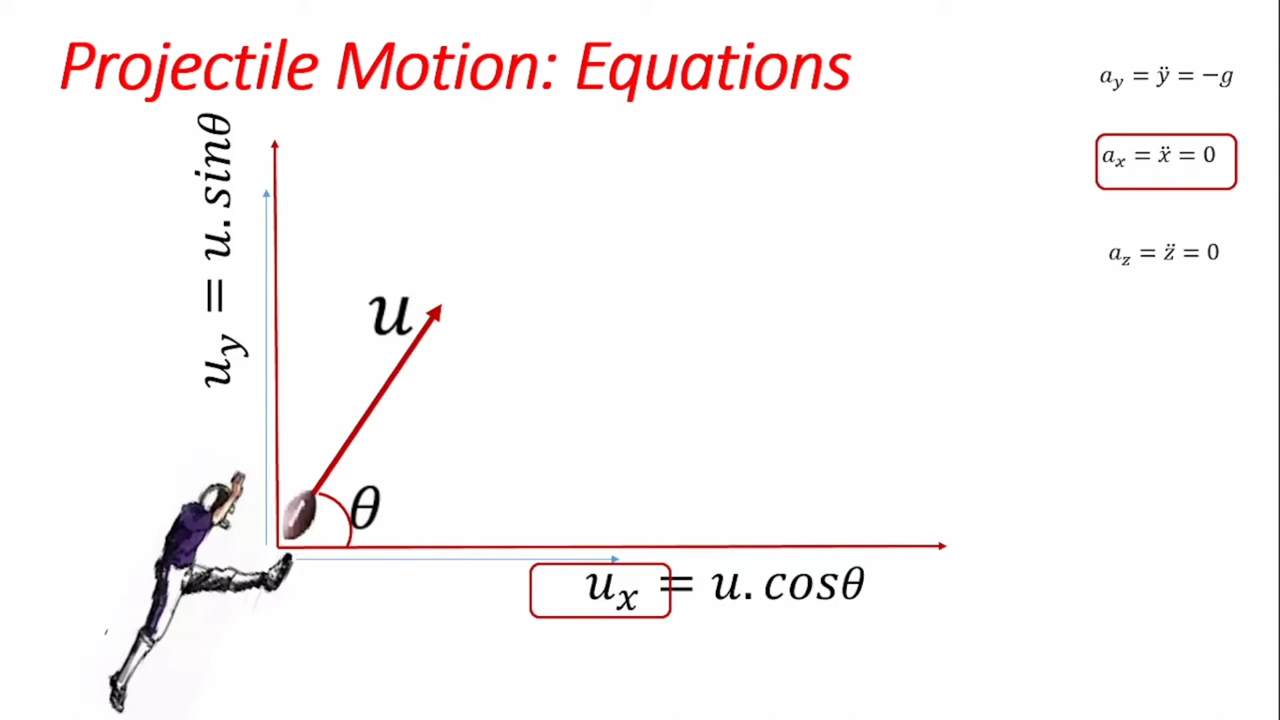 Projectile Motion: Equations
a_y = ÿ = −g
a_x = ẍ = 0
a_z = z̈ = 0
u_y = u.sinθ
u
θ
u_x = u.cosθ